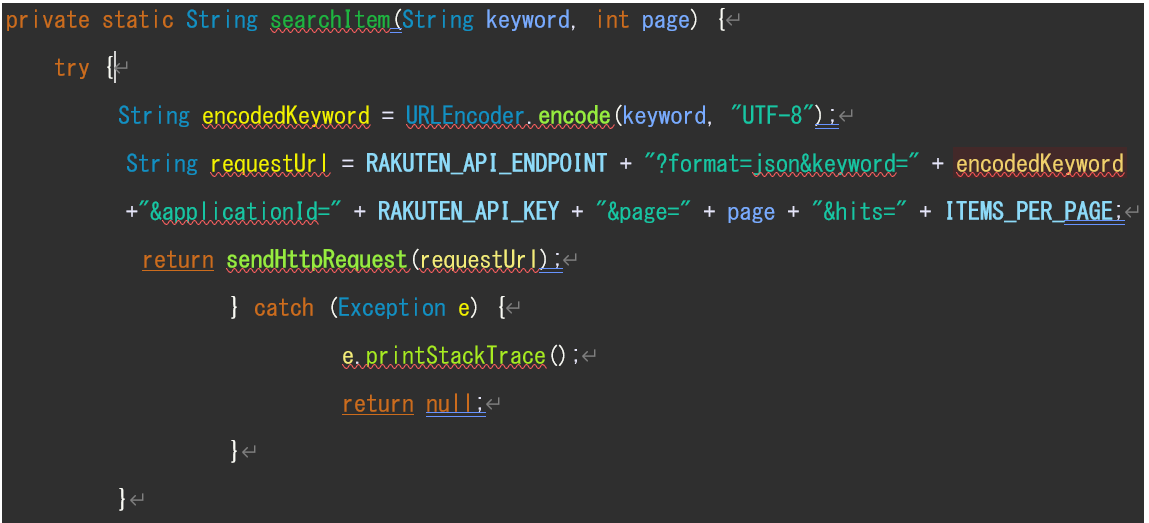 private static String searchItem(String keyword, int page) {↵
try {↵
String encodedKeyword = URLEncoder.encode(keyword, "UTF-8");↵
String requestUrl = RAKUTEN_API_ENDPOINT + "?format=json&keyword=" + encodedKeyword
+"&applicationId=" + RAKUTEN_API_KEY + "&page=" + page + "&hits=" + ITEMS_PER_PAGE;↵
return sendHttpRequest(requestUrl);↵
} catch (Exception e) {↵
e.printStackTrace();↵
return null;↵
}↵
}↵